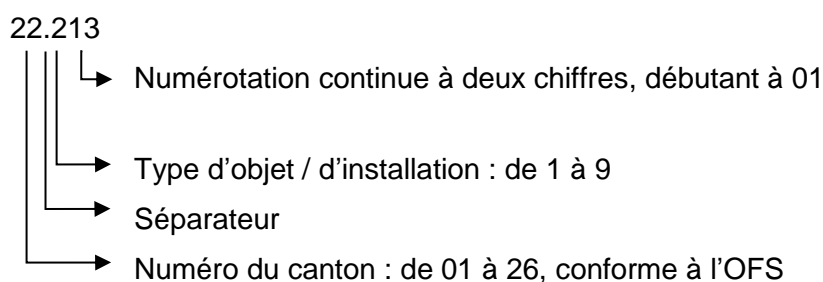 22.213
Numérotation continue à deux chiffres, débutant à 01
Type d'objet / d'installation : de 1 à 9
Séparateur
Numéro du canton : de 01 à 26, conforme à l'OFS